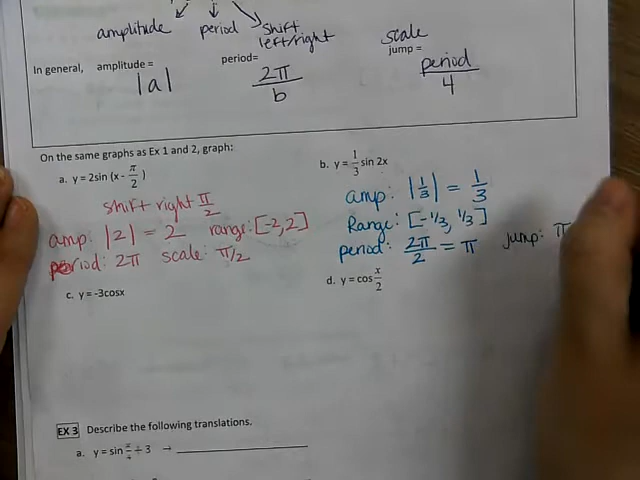 amplitude period shift left/right scale
In general, amplitude = |a| period= 2π/b jump = period/4
On the same graphs as Ex 1 and 2, graph:
a. y = 2sin (x - π/2)
shift right π/2
amp: |2| = 2 range: [-2,2]
period: 2π scale: π/2
b. y = 1/3 sin 2x
amp: |1/3| = 1/3
Range: [-1/3, 1/3]
period: 2π/2 = π jump: π
c. y = -3cosx
d. y = cos x/2
EX 3 Describe the following translations.
a. y = sin + 3 →